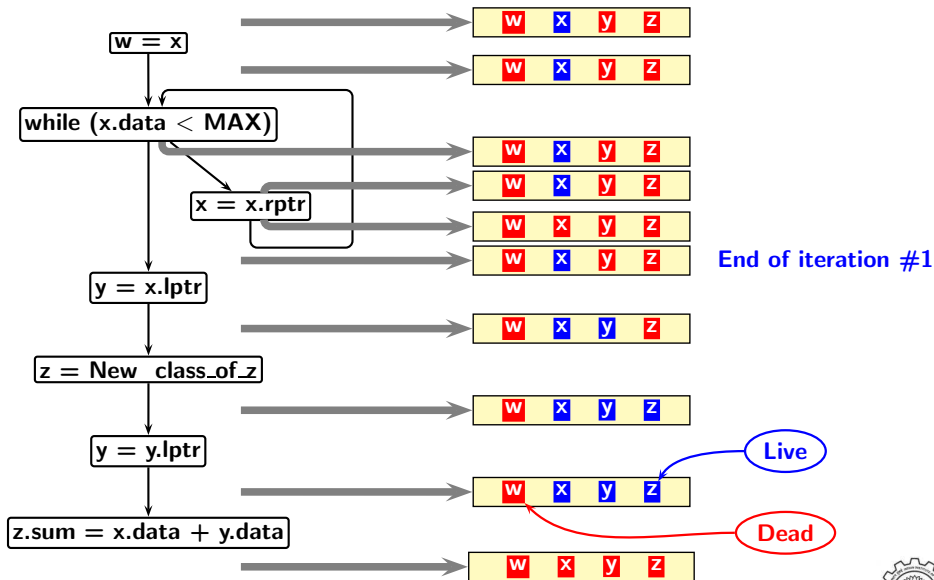 w x y z
w = x
w x y z
while (x.data < MAX)
w x y z
w x y z
x = x.rptr
w x y z
w x y z End of iteration #1
y = x.lptr
w x y z
z = New class_of_z
w x y z
y = y.lptr
Live
w x y z
z.sum = x.data + y.data
Dead
w x y z